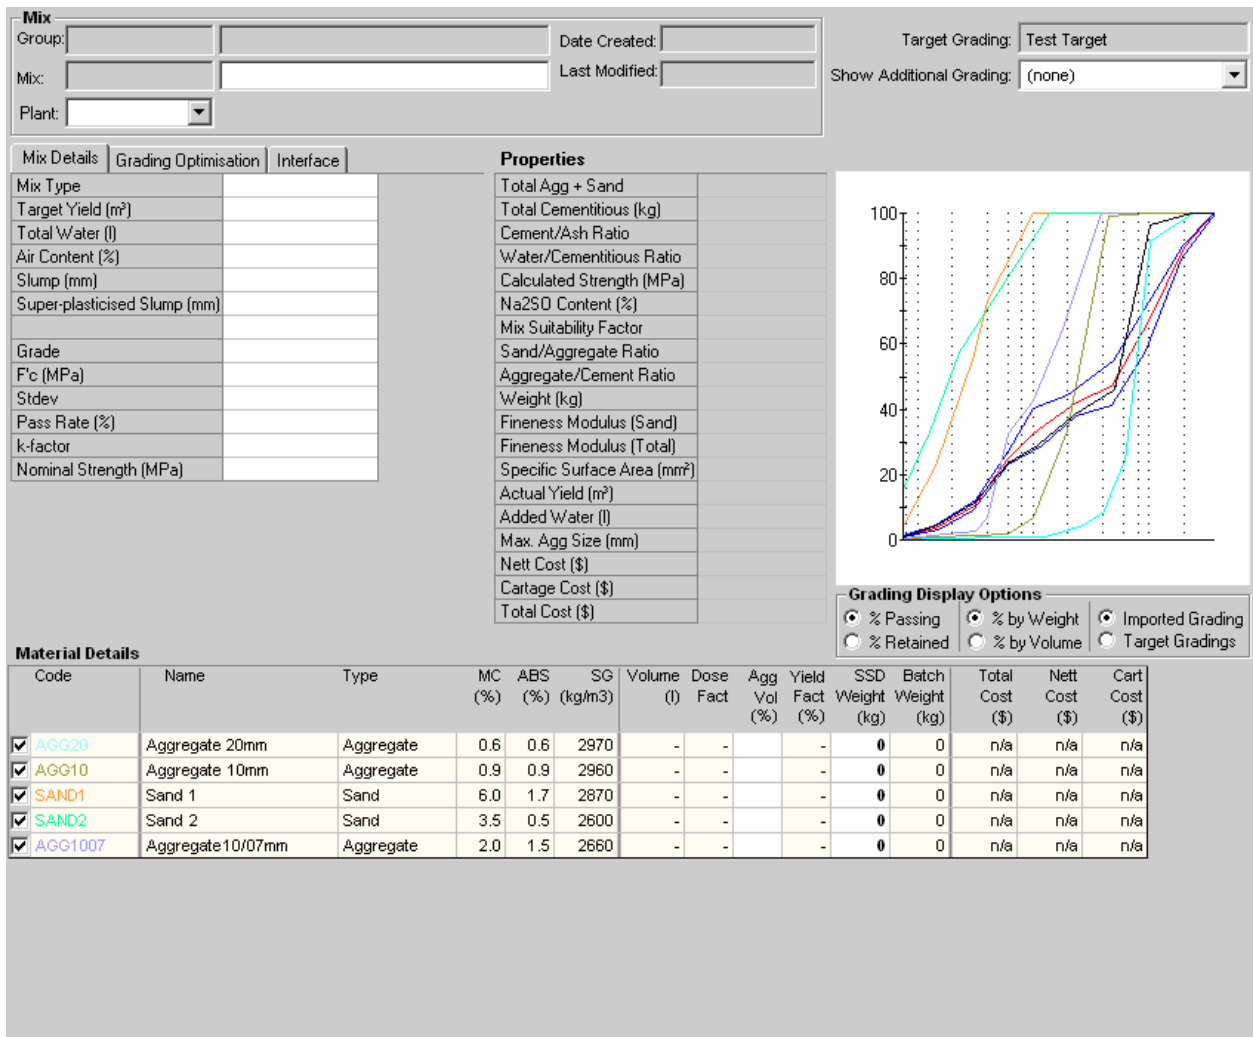 Mix
Group:
Date Created:
Target Grading: Test Target
Mix:
Last Modified:
Show Additional Grading: (none)
Plant:
Mix Details Grading Optimisation Interface
Mix Type
Target Yield (m³)
Total Water (l)
Air Content (%)
Slump (mm)
Super-plasticised Slump (mm)
Grade
F'c (MPa)
Stdev
Pass Rate (%)
k-factor
Nominal Strength (MPa)
Properties
Total Agg + Sand
Total Cementitious (kg)
Cement/Ash Ratio
Water/Cementitious Ratio
Calculated Strength (MPa)
Na2SO Content (%)
Mix Suitability Factor
Sand/Aggregate Ratio
Aggregate/Cement Ratio
Weight (kg)
Fineness Modulus (Sand)
Fineness Modulus (Total)
Specific Surface Area (mm²)
Actual Yield (m³)
Added Water (l)
Max. Agg Size (mm)
Nett Cost ($)
Cartage Cost ($)
Total Cost ($)
100
80
60
40
20
0
Grading Display Options
% Passing % by Weight Imported Grading
% Retained % by Volume Target Gradings
Material Details
Code Name Type MC ABS SG Volume Dose Agg Yield SSD Batch Total Nett Cart
(%) (%) (kg/m3) (l) Fact Vol Fact Weight Weight Cost Cost Cost
(%) (%) (kg) (kg) ($) ($) ($)
AGG20 Aggregate 20mm Aggregate 0.6 0.6 2970 - - - 0 0 n/a n/a n/a
AGG10 Aggregate 10mm Aggregate 0.9 0.9 2960 - - - 0 0 n/a n/a n/a
SAND1 Sand 1 Sand 6.0 1.7 2870 - - - 0 0 n/a n/a n/a
SAND2 Sand 2 Sand 3.5 0.5 2600 - - - 0 0 n/a n/a n/a
AGG1007 Aggregate10/07mm Aggregate 2.0 1.5 2660 - - - 0 0 n/a n/a n/a